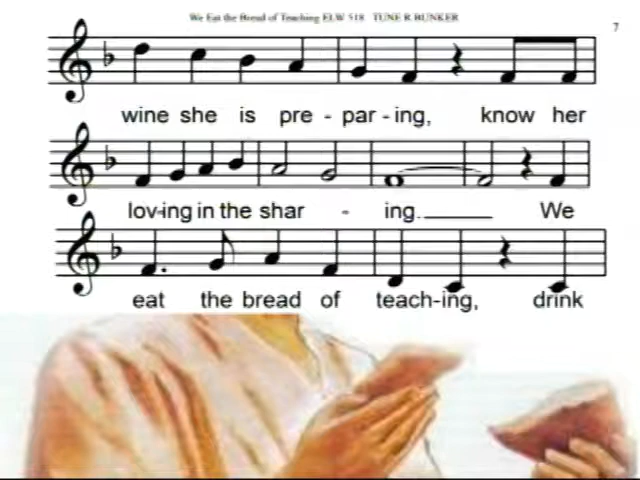 We Eat the Bread of Teaching ELW 518 TUNE R BUNKER
7
wine she is pre - par - ing, know her
lov-ing in the shar - ing. We
eat the bread of teach-ing, drink